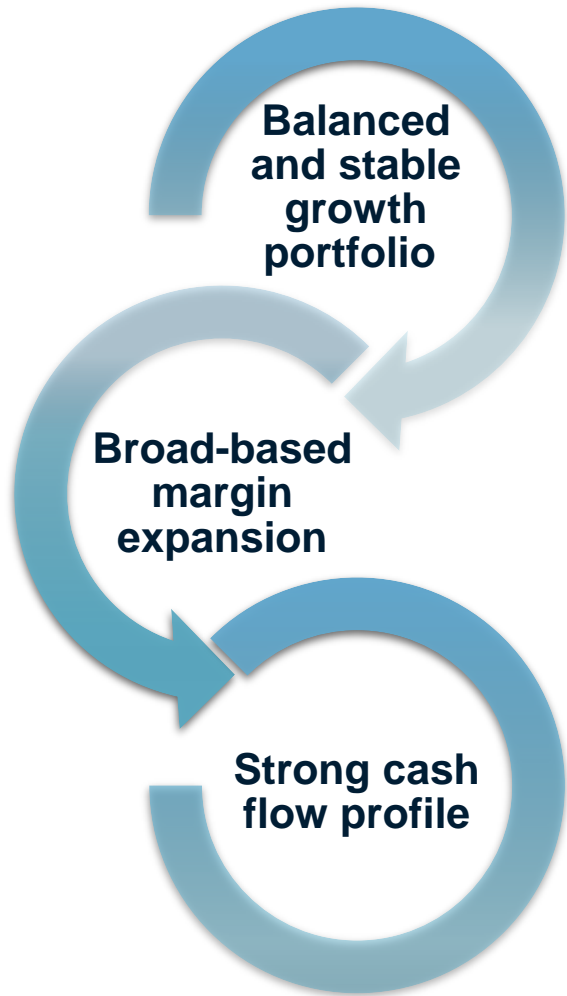 Balanced
and stable
growth
portfolio
Broad-based
margin
expansion
Strong cash
flow profile